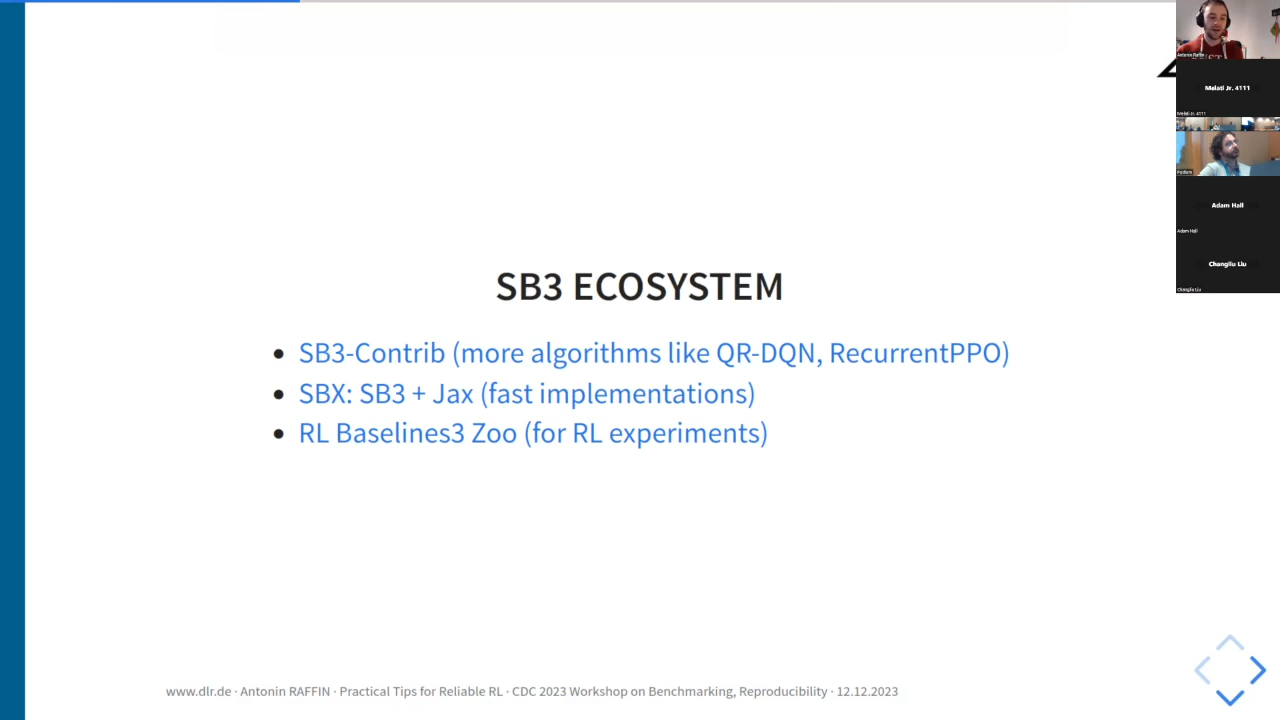 SB3 ECOSYSTEM
SB3-Contrib (more algorithms like QR-DQN, RecurrentPPO)
SBX: SB3 + Jax (fast implementations)
RL Baselines3 Zoo (for RL experiments)
www.dlr.de · Antonin RAFFIN · Practical Tips for Reliable RL · CDC 2023 Workshop on Benchmarking, Reproducibility · 12.12.2023
Antonin Raffin
Melati Jr. 4111
Melati Jr. 4111
Podium
Adam Hall
Adam Hall
Changliu Liu
Changliu Liu